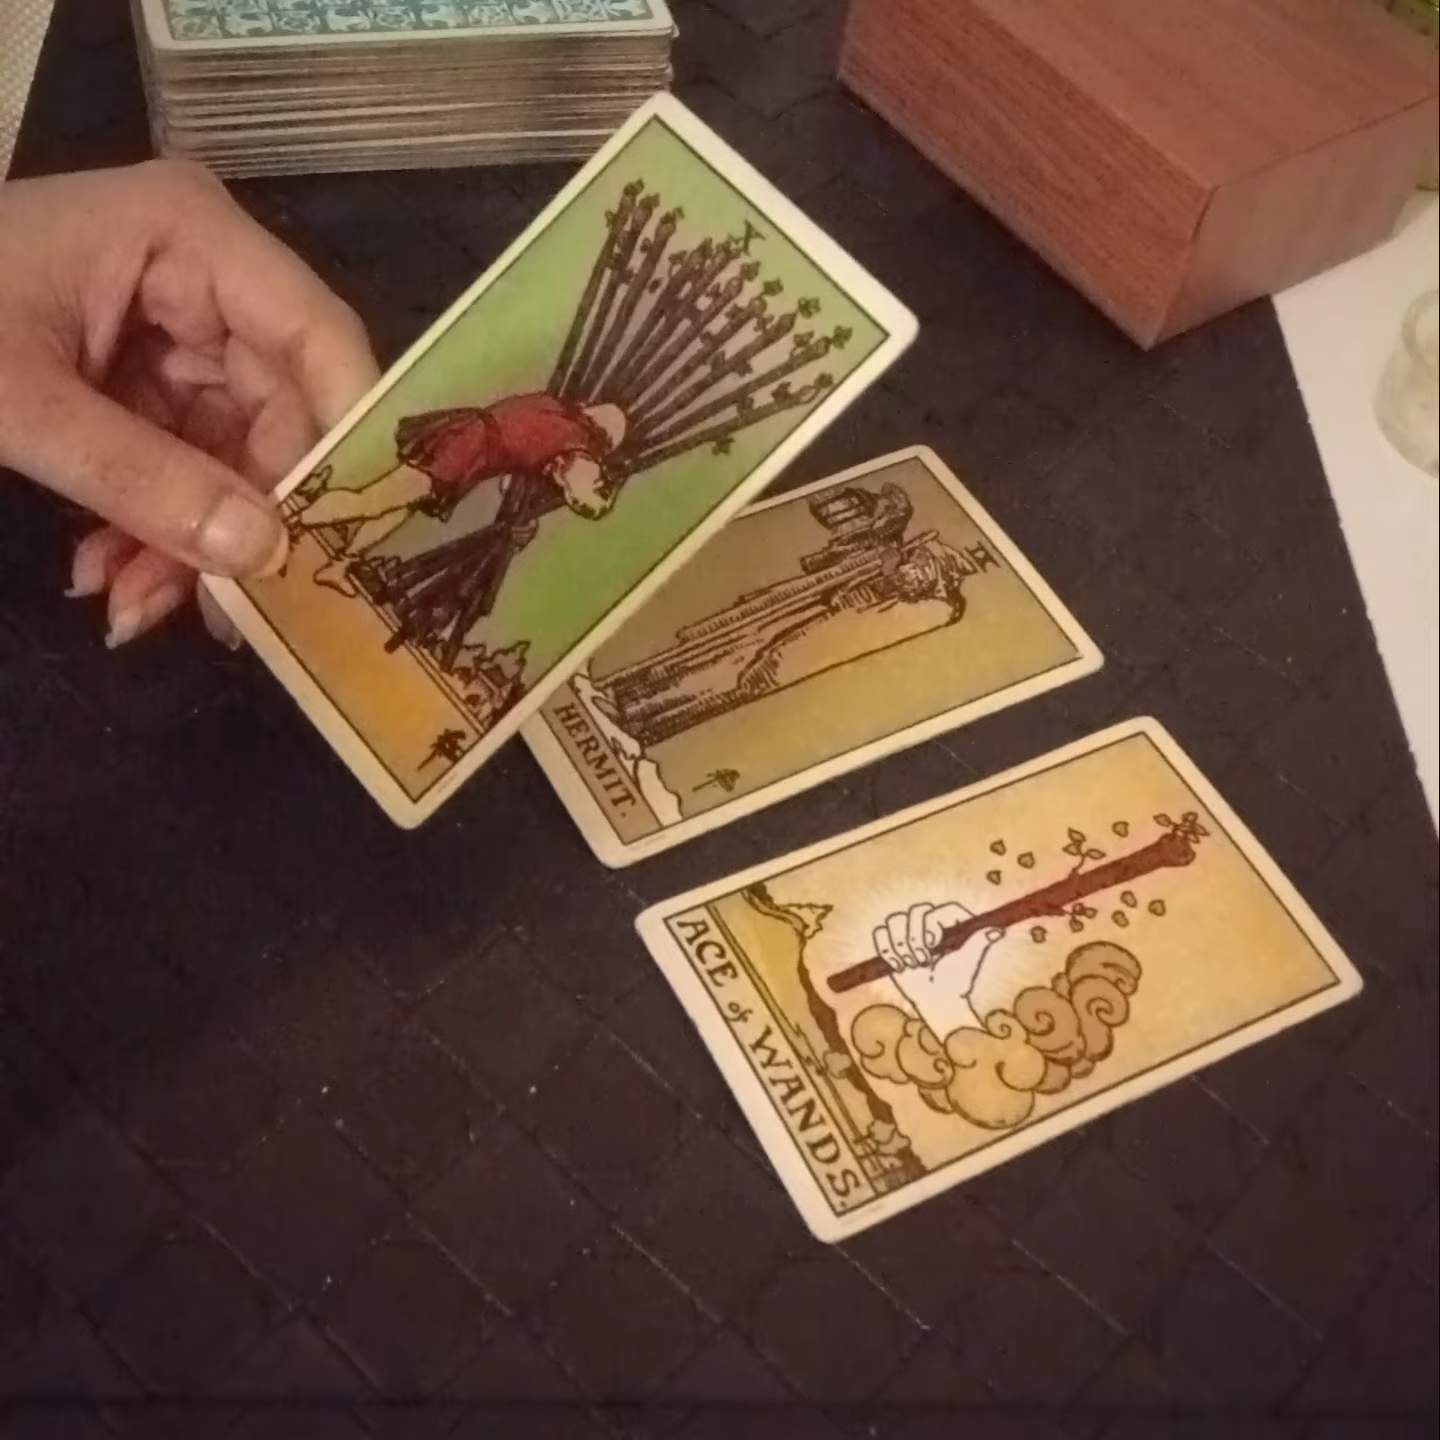 X
IX
HERMIT.
ACE of WANDS.